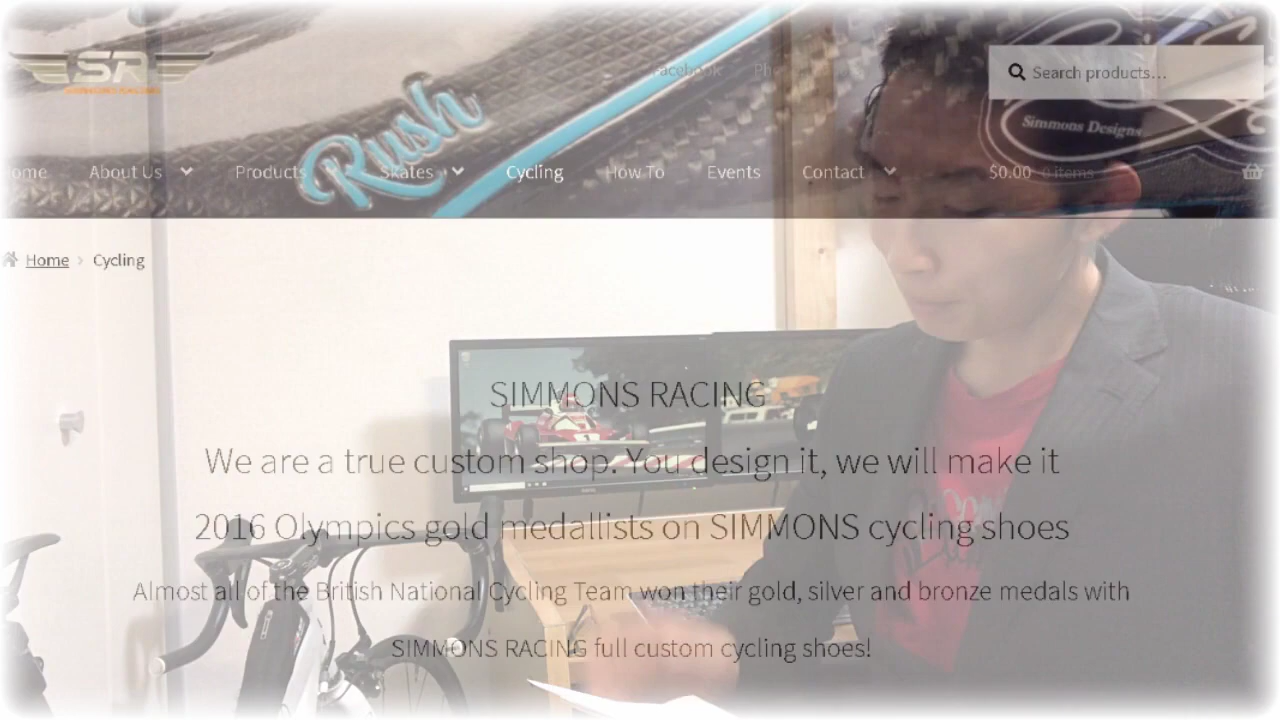 SR
Facebook
Search products…
Rush
Simmons Designs
ome
About Us
Products
Skates
Cycling
How To
Events
Contact
$0.00 0 items
Home
Cycling
SIMMONS RACING
We are a true custom shop. You design it, we will make it
2016 Olympics gold medallists on SIMMONS cycling shoes
Almost all of the British National Cycling Team won their gold, silver and bronze medals with
SIMMONS RACING full custom cycling shoes!